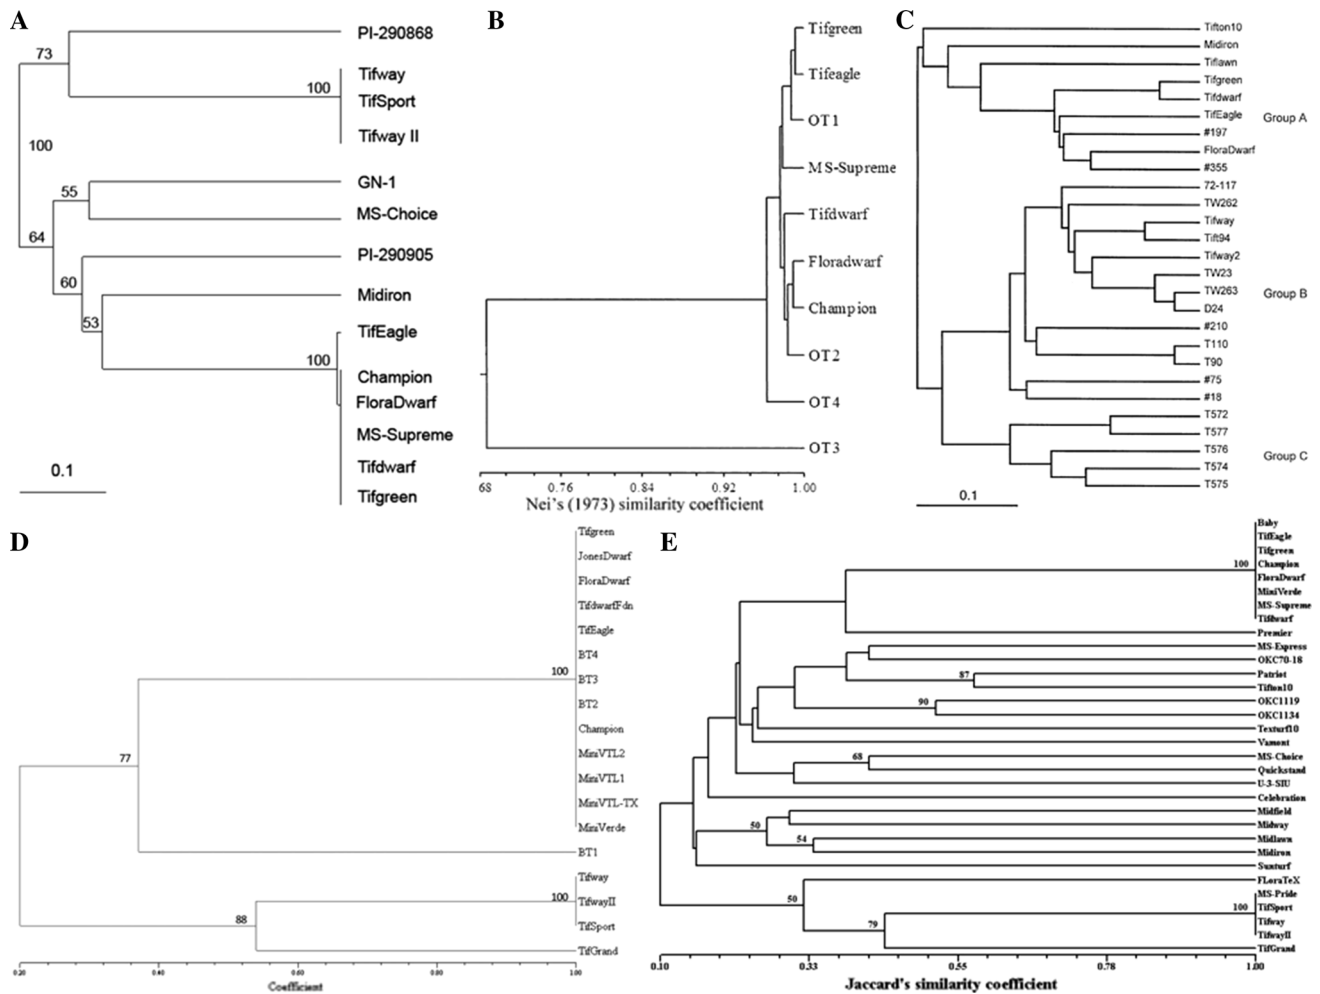 A
PI-290868
73
Tifway
100
TifSport
Tifway II
100
GN-1
55
MS-Choice
64
PI-290905
60
Midiron
53
TifEagle
100
Champion
FloraDwarf
MS-Supreme
0.1
Tifdwarf
Tifgreen
B
Tifgreen
Tifeagle
OT1
MS-Supreme
Tifdwarf
Floradwarf
Champion
OT2
OT4
OT3
68 0.76 0.84 0.92 1.00
Nei's (1973) similarity coefficient
C
Tifton10
Midiron
Tiflawn
Tifgreen
Tifdwarf
TifEagle
Group A
#197
FloraDwarf
#355
72-117
TW262
Tifway
Tift94
Tifway2
TW23
TW263
Group B
D24
#210
T110
T90
#75
#18
T572
T577
T576
Group C
T574
T575
0.1
D
Tifgreen
JonesDwarf
FloraDwarf
TifdwarfFdn
TifEagle
BT4
100
BT3
BT2
Champion
77
MiniVTL2
MiniVTL1
MiniVTL-TX
MiniVerde
BT1
Tifway
100
TifwayII
88
TifSport
TifGrand
0.20 0.40 0.60 0.80 1.00
Coefficient
E
Baby
TifEagle
Tifgreen
100
Champion
FloraDwarf
MiniVerde
MS-Supreme
Tifdwarf
Premier
MS-Express
OKC70-18
87
Patriot
Tifton10
90
OKC1119
OKC1134
Texturf10
Vamont
68
MS-Choice
Quickstand
U-3-SIU
Celebration
Midfield
50
Midway
54
Midlawn
Midiron
Sunturf
FLoraTeX
50
MS-Pride
100
TifSport
79
Tifway
TifwayII
TifGrand
0.10 0.33 0.55 0.78 1.00
Jaccard's similarity coefficient